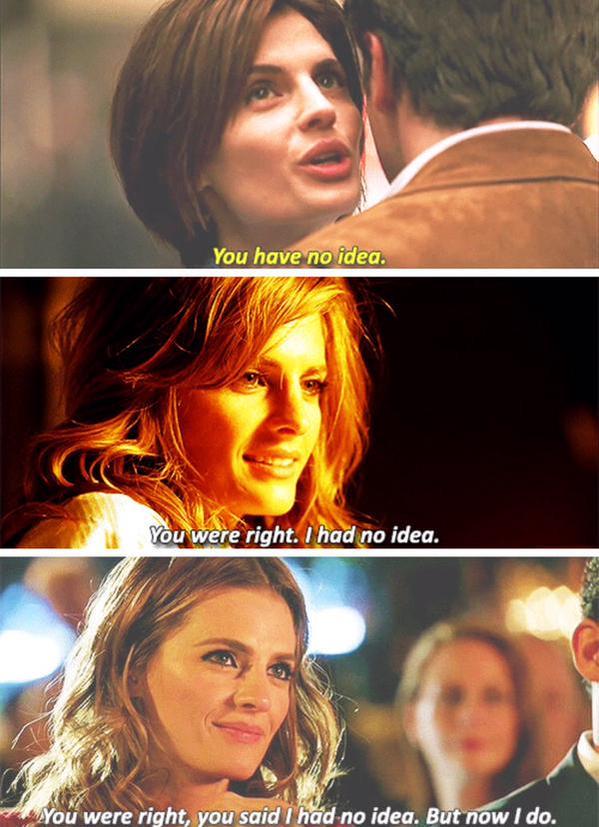 You have no idea.
You were right. I had no idea.
You were right, you said I had no idea. But now I do.